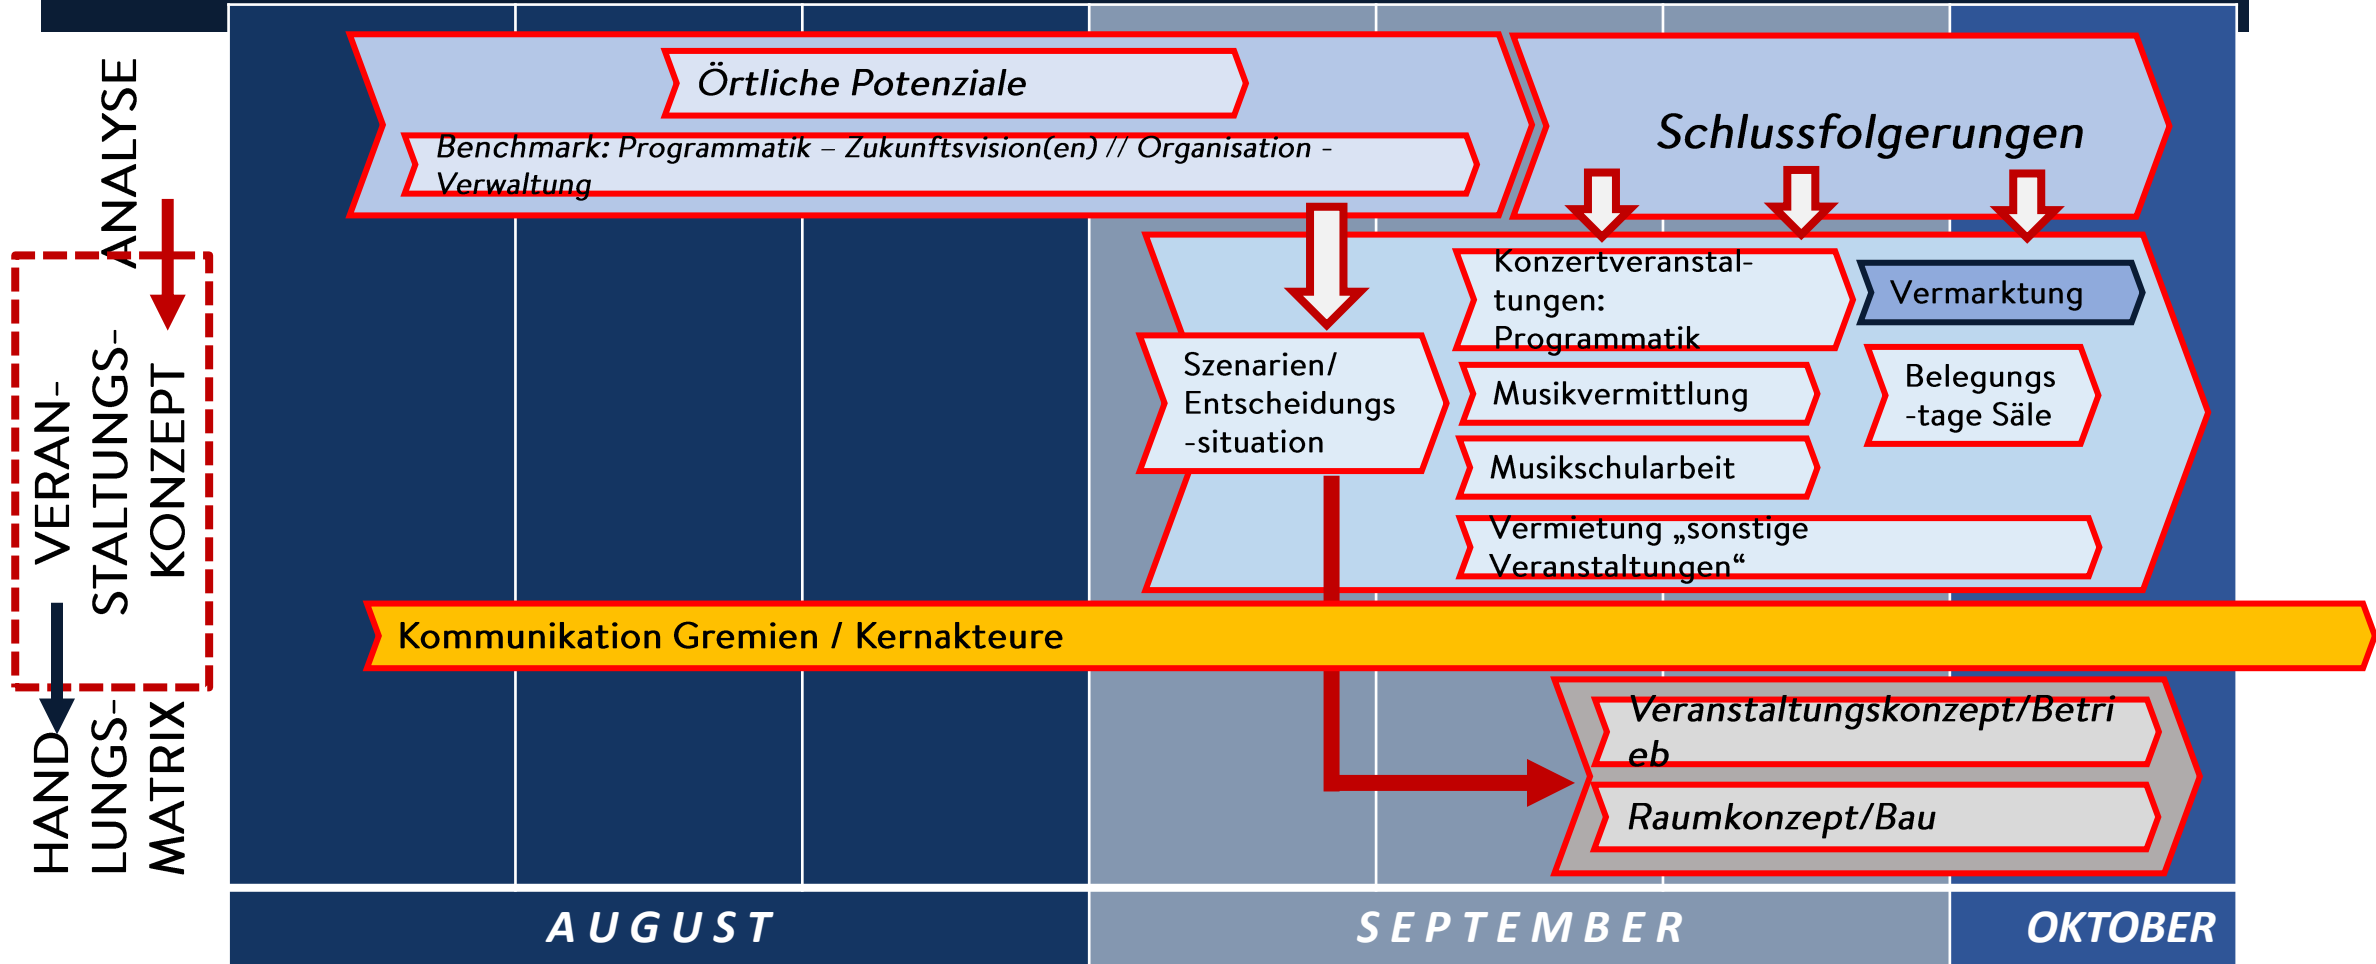 ANALYSE
VERAN-
STALTUNGS-
KONZEPT
HAND
LUNGS-
MATRIX
Örtliche Potenziale
Benchmark: Programmatik – Zukunftsvision(en) // Organisation -
Verwaltung
Schlussfolgerungen
Szenarien/
Entscheidungs
-situation
Konzertveranstal-
tungen:
Programmatik
Musikvermittlung
Musikschularbeit
Vermietung „sonstige
Veranstaltungen“
Vermarktung
Belegungs
-tage Säle
Kommunikation Gremien / Kernakteure
Veranstaltungskonzept/Betri
eb
Raumkonzept/Bau
AUGUST
SEPTEMBER
OKTOBER